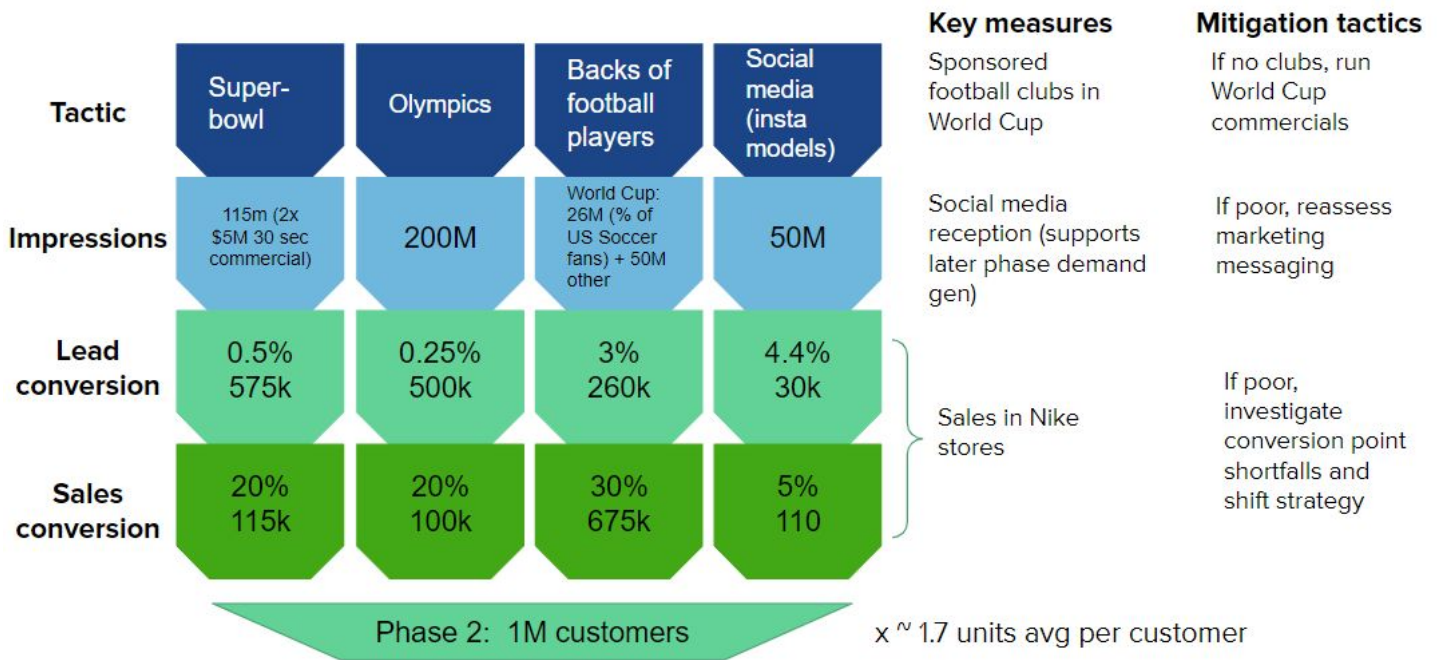 Key measures
Mitigation tactics
Tactic
Super-
bowl
Olympics
Backs of
football
players
Social
media
(insta
models)
Sponsored
football clubs in
World Cup
If no clubs, run
World Cup
commercials
Impressions
115m (2x
$5M 30 sec
commercial)
200M
World Cup:
26M (% of
US Soccer
fans) + 50M
other
50M
Social media
reception (supports
later phase demand
gen)
If poor, reassess
marketing
messaging
Lead
conversion
0.5%
575k
0.25%
500k
3%
260k
4.4%
30k
Sales in Nike
stores
If poor,
investigate
conversion point
shortfalls and
shift strategy
Sales
conversion
20%
115k
20%
100k
30%
675k
5%
110
Phase 2: 1M customers
x ~ 1.7 units avg per customer